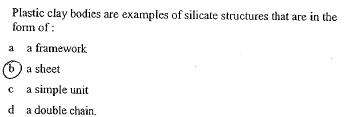 Plastic clay bodies are examples of silicate structures that are in the
form of :
a a framework
b a sheet
c a simple unit
d a double chain.